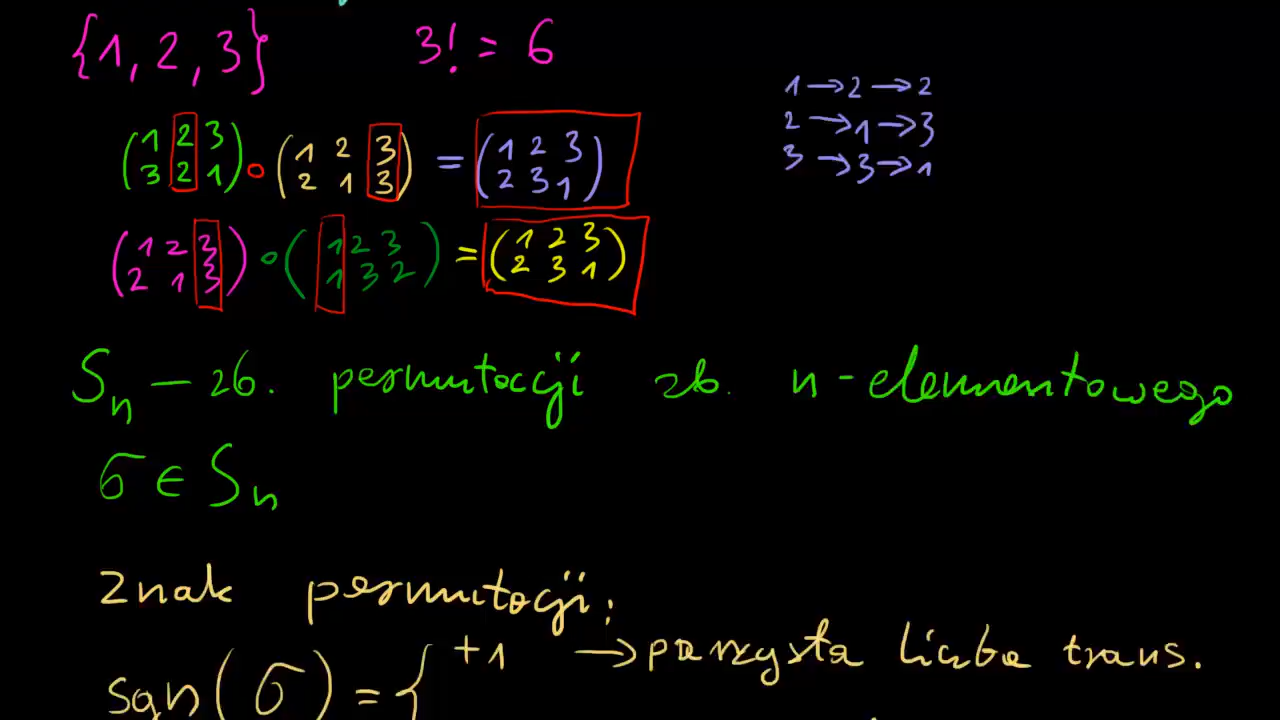 {1, 2, 3} 3! = 6
1 → 2 → 2
2 → 1 → 3
3 → 3 → 1
(1 2 3 / 3 2 1) ∘ (1 2 3 / 2 1 3) = (1 2 3 / 2 3 1)
(1 2 3 / 2 1 3) ∘ (1 2 3 / 1 3 2) = (1 2 3 / 2 3 1)
Sn – zb. permutacji zb. n-elementowego
σ ∈ Sn
Znak permutacji:
+1 → parzysta liczba trans.
sgn(σ) = {